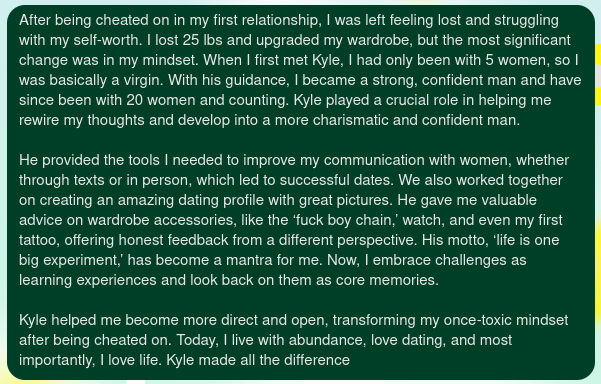 After being cheated on in my first relationship, I was left feeling lost and struggling
with my self-worth. I lost 25 lbs and upgraded my wardrobe, but the most significant
change was in my mindset. When I first met Kyle, I had only been with 5 women, so I
was basically a virgin. With his guidance, I became a strong, confident man and have
since been with 20 women and counting. Kyle played a crucial role in helping me
rewire my thoughts and develop into a more charismatic and confident man.

He provided the tools I needed to improve my communication with women, whether
through texts or in person, which led to successful dates. We also worked together
on creating an amazing dating profile with great pictures. He gave me valuable
advice on wardrobe accessories, like the ‘fuck boy chain,’ watch, and even my first
tattoo, offering honest feedback from a different perspective. His motto, ‘life is one
big experiment,’ has become a mantra for me. Now, I embrace challenges as
learning experiences and look back on them as core memories.

Kyle helped me become more direct and open, transforming my once-toxic mindset
after being cheated on. Today, I live with abundance, love dating, and most
importantly, I love life. Kyle made all the difference